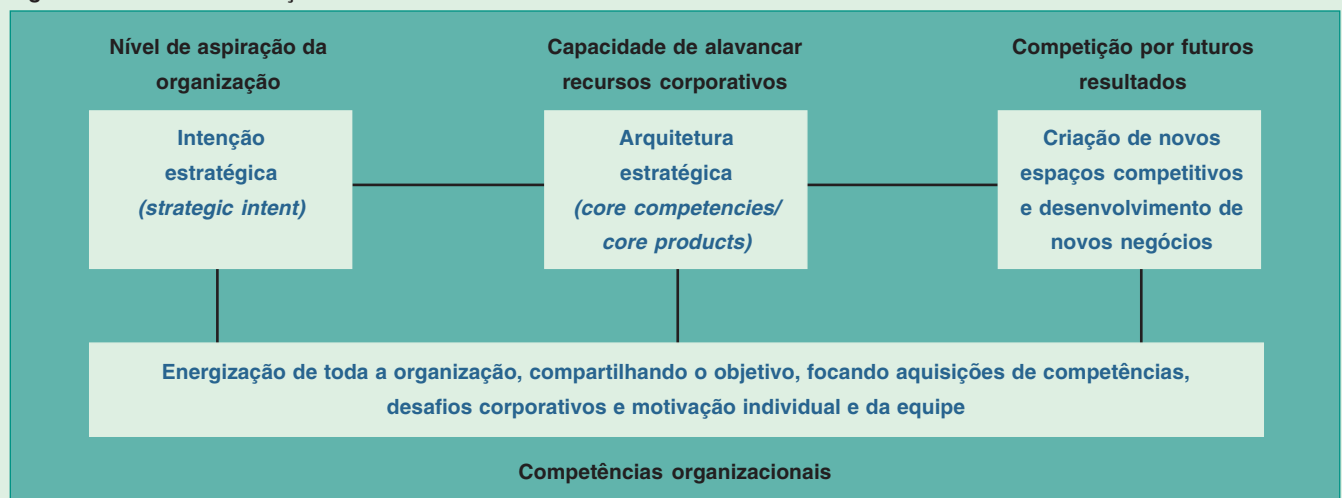 Nível de aspiração da
organização
Capacidade de alavancar
recursos corporativos
Competição por futuros
resultados
Intenção
estratégica
(strategic intent)
Arquitetura
estratégica
(core competencies/
core products)
Criação de novos
espaços competitivos
e desenvolvimento de
novos negócios
Energização de toda a organização, compartilhando o objetivo, focando aquisições de competências,
desafios corporativos e motivação individual e da equipe
Competências organizacionais